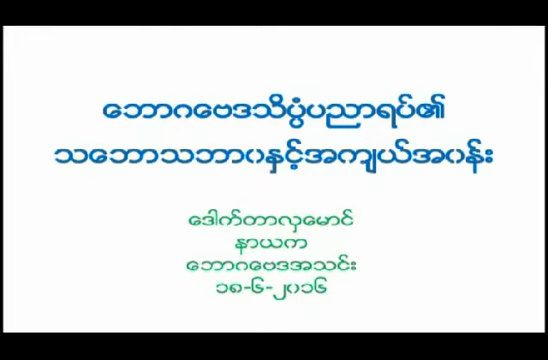 ဘောဂဗေဒသိပ္ပံပညာရပ်၏
သဘောသဘာဝနှင့်အကျယ်အဝန်း
ဒေါက်တာလှမောင်
နာယက
ဘောဂဗေဒအသင်း
၁၈-၆-၂၀၁၆